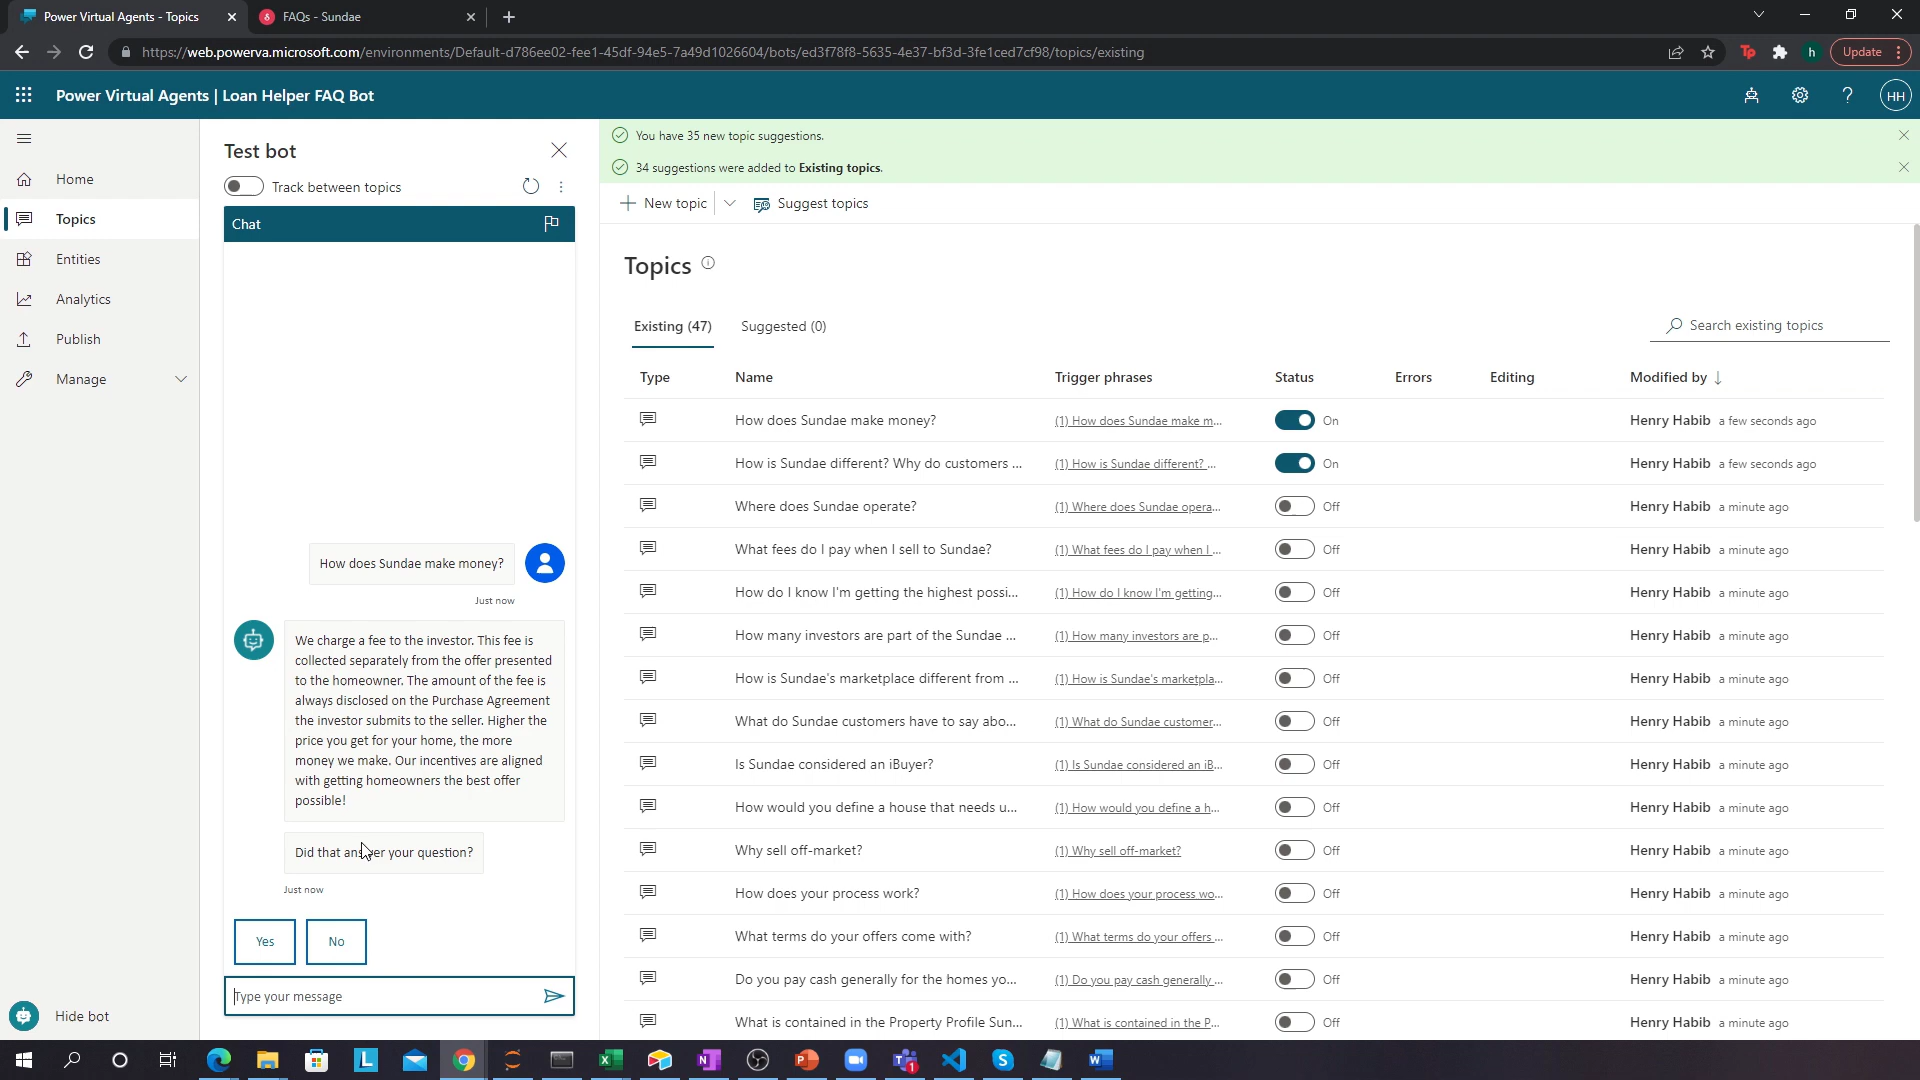 Power Virtual Agents - Topics
FAQs - Sundae
https://web.powerva.microsoft.com/environments/Default-d786ee02-fee1-45df-94e5-7a49d1026604/bots/ed3f78f8-5635-4e37-bf3d-3fe1ced7cf98/topics/existing
Tp
h
Update
Power Virtual Agents | Loan Helper FAQ Bot
HH
Home
Topics
Entities
Analytics
Publish
Manage
Hide bot
Test bot
Track between topics
Chat
How does Sundae make money?
Just now
We charge a fee to the investor. This fee is
collected separately from the offer presented
to the homeowner. The amount of the fee is
always disclosed on the Purchase Agreement
the investor submits to the seller. Higher the
price you get for your home, the more
money we make. Our incentives are aligned
with getting homeowners the best offer
possible!
Did that answer your question?
Just now
Yes No
Type your message
You have 35 new topic suggestions.
34 suggestions were added to Existing topics.
New topic
Suggest topics
Topics
Existing (47) Suggested (0)
Search existing topics
Type Name Trigger phrases Status Errors Editing Modified by ↓
How does Sundae make money? (1) How does Sundae make m... On Henry Habib a few seconds ago
How is Sundae different? Why do customers ... (1) How is Sundae different? ... On Henry Habib a few seconds ago
Where does Sundae operate? (1) Where does Sundae opera... Off Henry Habib a minute ago
What fees do I pay when I sell to Sundae? (1) What fees do I pay when I ... Off Henry Habib a minute ago
How do I know I'm getting the highest possi... (1) How do I know I'm getting... Off Henry Habib a minute ago
How many investors are part of the Sundae ... (1) How many investors are p... Off Henry Habib a minute ago
How is Sundae's marketplace different from ... (1) How is Sundae's marketpla... Off Henry Habib a minute ago
What do Sundae customers have to say abo... (1) What do Sundae customer... Off Henry Habib a minute ago
Is Sundae considered an iBuyer? (1) Is Sundae considered an iB... Off Henry Habib a minute ago
How would you define a house that needs u... (1) How would you define a h... Off Henry Habib a minute ago
Why sell off-market? (1) Why sell off-market? Off Henry Habib a minute ago
How does your process work? (1) How does your process wo... Off Henry Habib a minute ago
What terms do your offers come with? (1) What terms do your offers ... Off Henry Habib a minute ago
Do you pay cash generally for the homes yo... (1) Do you pay cash generally ... Off Henry Habib a minute ago
What is contained in the Property Profile Sun... (1) What is contained in the P... Off Henry Habib a minute ago